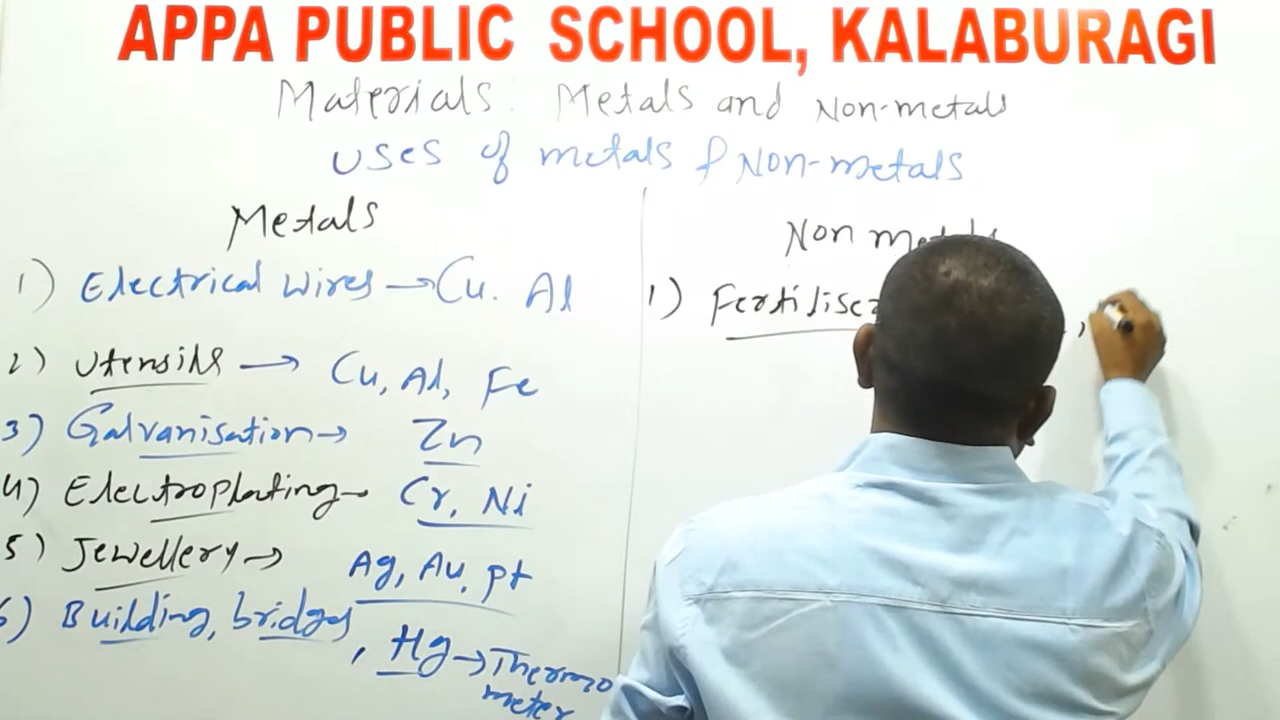 APPA PUBLIC SCHOOL, KALABURAGI
Materials: Metals and Non-metals
uses of metals & Non-metals
Metals
1) Electrical wires → Cu. Al
2) Utensils → Cu, Al, Fe
3) Galvanisation → Zn
4) Electroplating → Cr, Ni
5) Jewellery → Ag, Au, pt
6) Building, bridges
, Hg → Thermo
meter
Non metals
1) Fertiliser